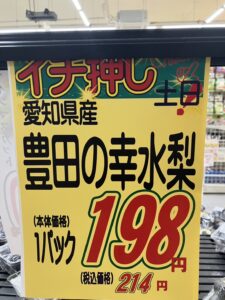 イチ押し
土日
愛知県産
豊田の幸水梨
(本体価格)
1パック 198円
(税込価格) 214円